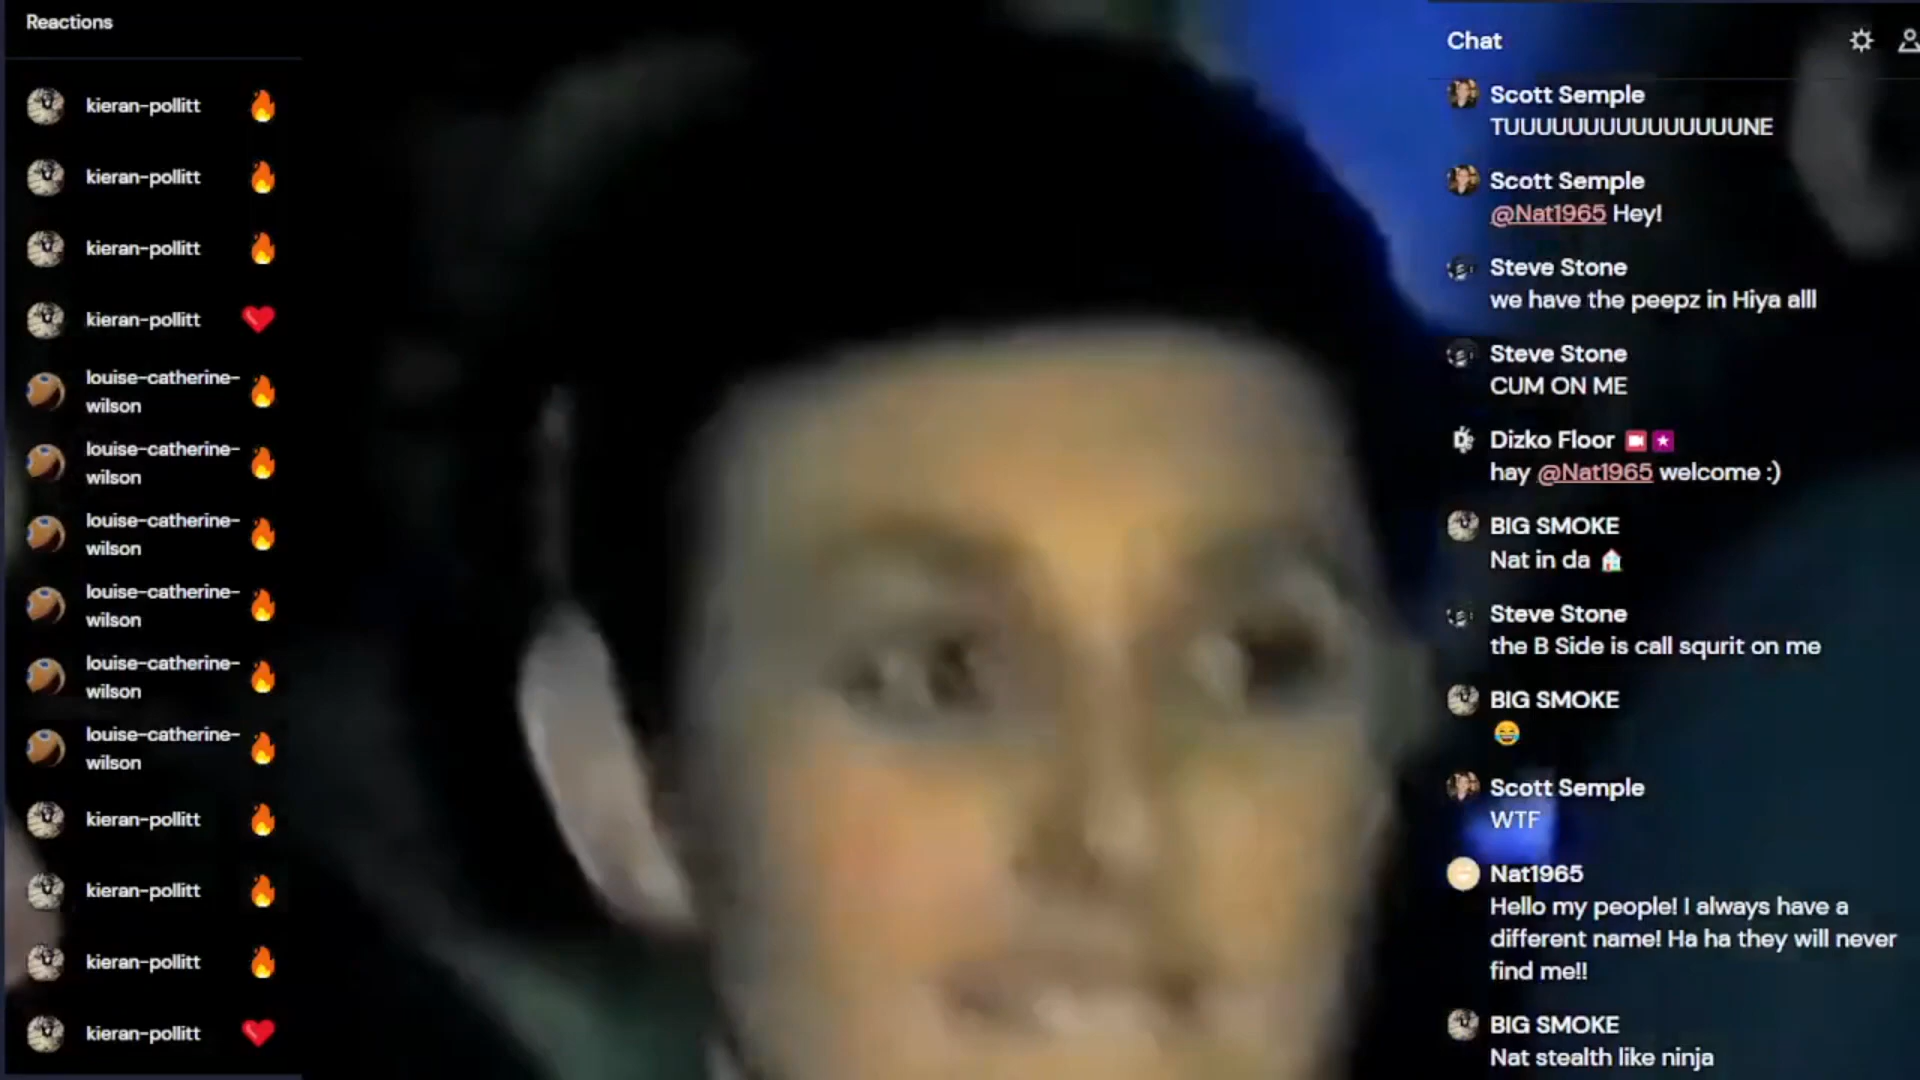 Reactions
kieran-pollitt
kieran-pollitt
kieran-pollitt
kieran-pollitt
louise-catherine-
wilson
louise-catherine-
wilson
louise-catherine-
wilson
louise-catherine-
wilson
louise-catherine-
wilson
louise-catherine-
wilson
kieran-pollitt
kieran-pollitt
kieran-pollitt
kieran-pollitt
Chat
Scott Semple
TUUUUUUUUUUUUUUUNE
Scott Semple
@Nat1965 Hey!
Steve Stone
we have the peepz in Hiya alll
Steve Stone
CUM ON ME
Dizko Floor
hay @Nat1965 welcome :)
BIG SMOKE
Nat in da 🏠
Steve Stone
the B Side is call squrit on me
BIG SMOKE
😂
Scott Semple
WTF
Nat1965
Hello my people! I always have a
different name! Ha ha they will never
find me!!
BIG SMOKE
Nat stealth like ninja